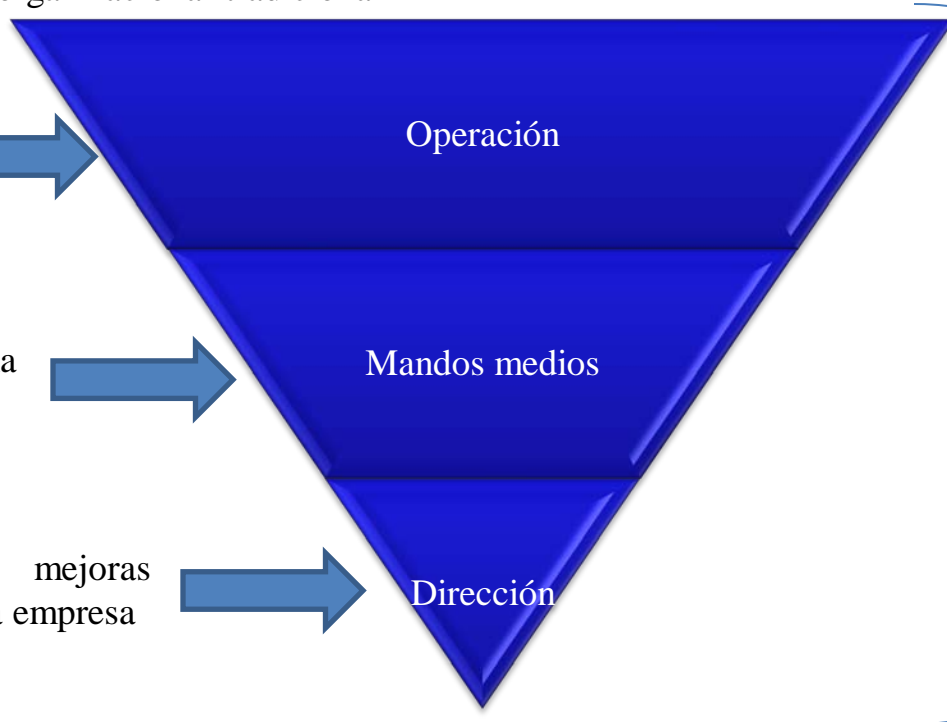 Operación
a
Mandos medios
mejoras
empresa
Dirección